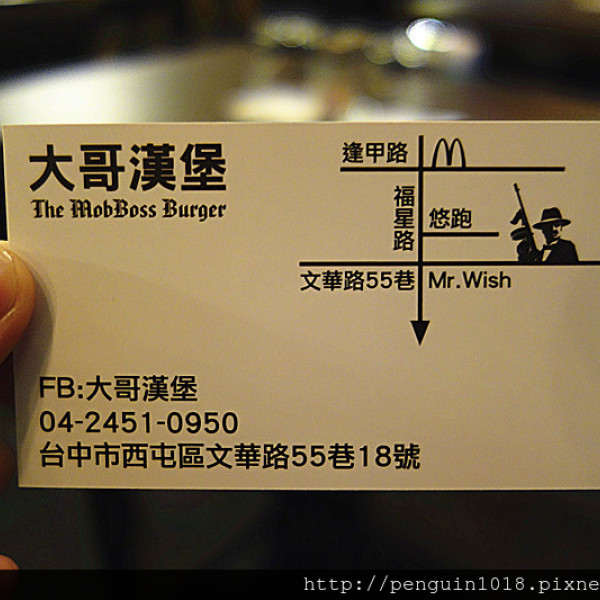 大哥漢堡
The MobBoss Burger
逢甲路
福星路
悠跑
文華路55巷 Mr.Wish
FB:大哥漢堡
04-2451-0950
台中市西屯區文華路55巷18號
http://penguin1018.pixne